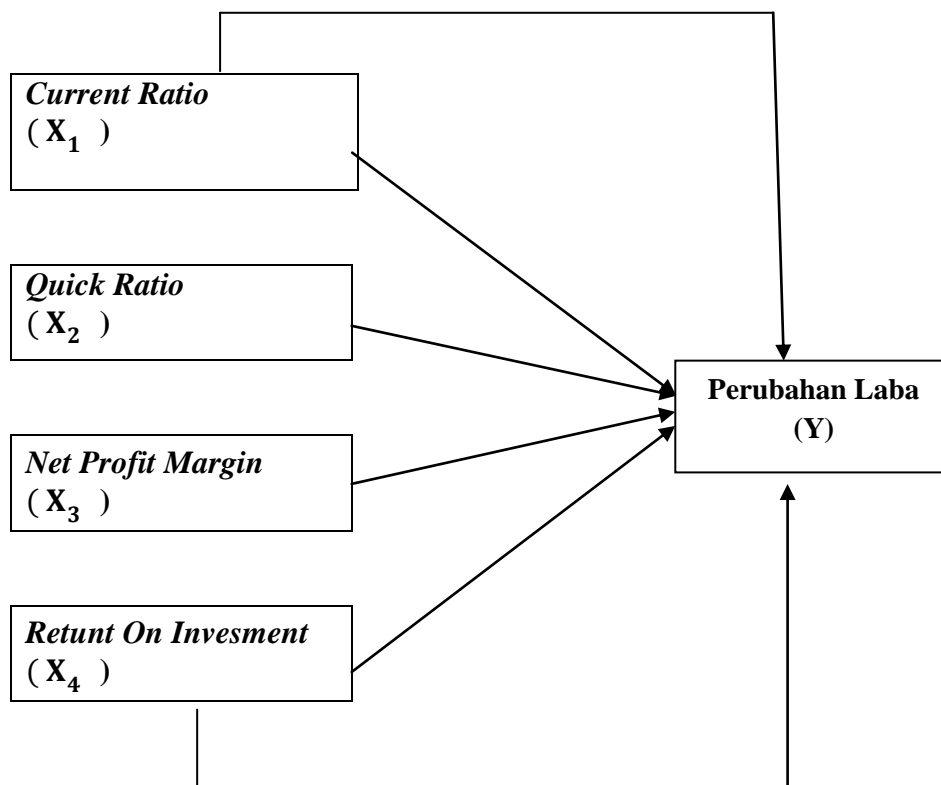 Current Ratio
( X₁ )
Quick Ratio
( X₂ )
Perubahan Laba
(Y)
Net Profit Margin
( X₃ )
Retunt On Invesment
( X₄ )